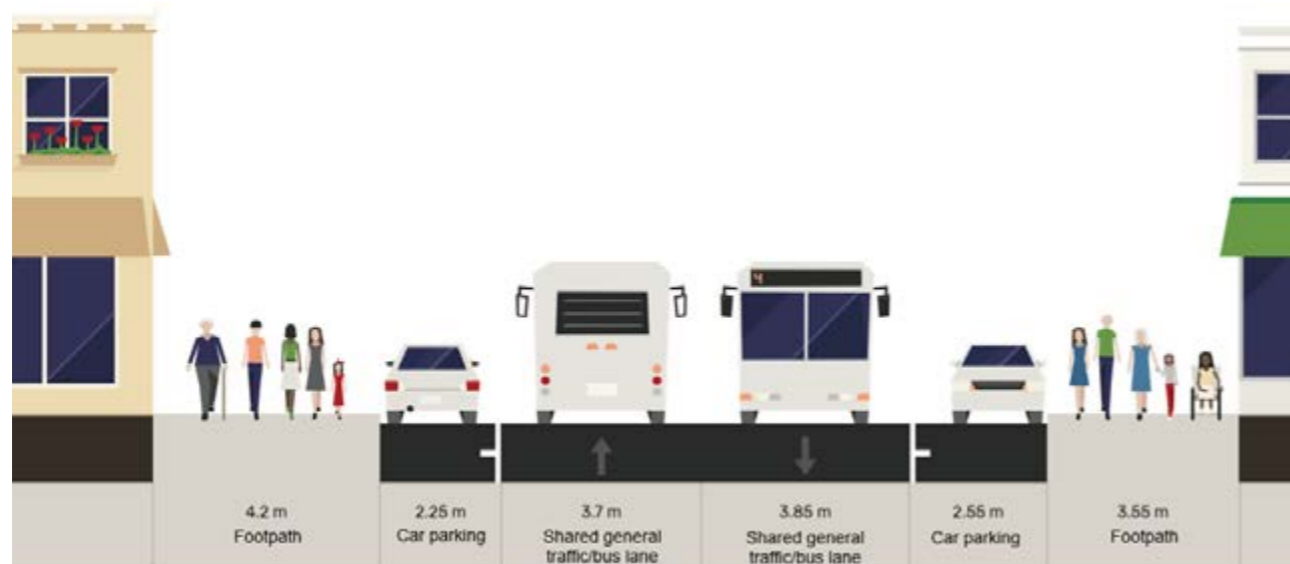 4
4.2 m
Footpath
2.25 m
Car parking
3.7 m
Shared general
traffic/bus lane
3.85 m
Shared general
traffic/bus lane
2.55 m
Car parking
3.55 m
Footpath